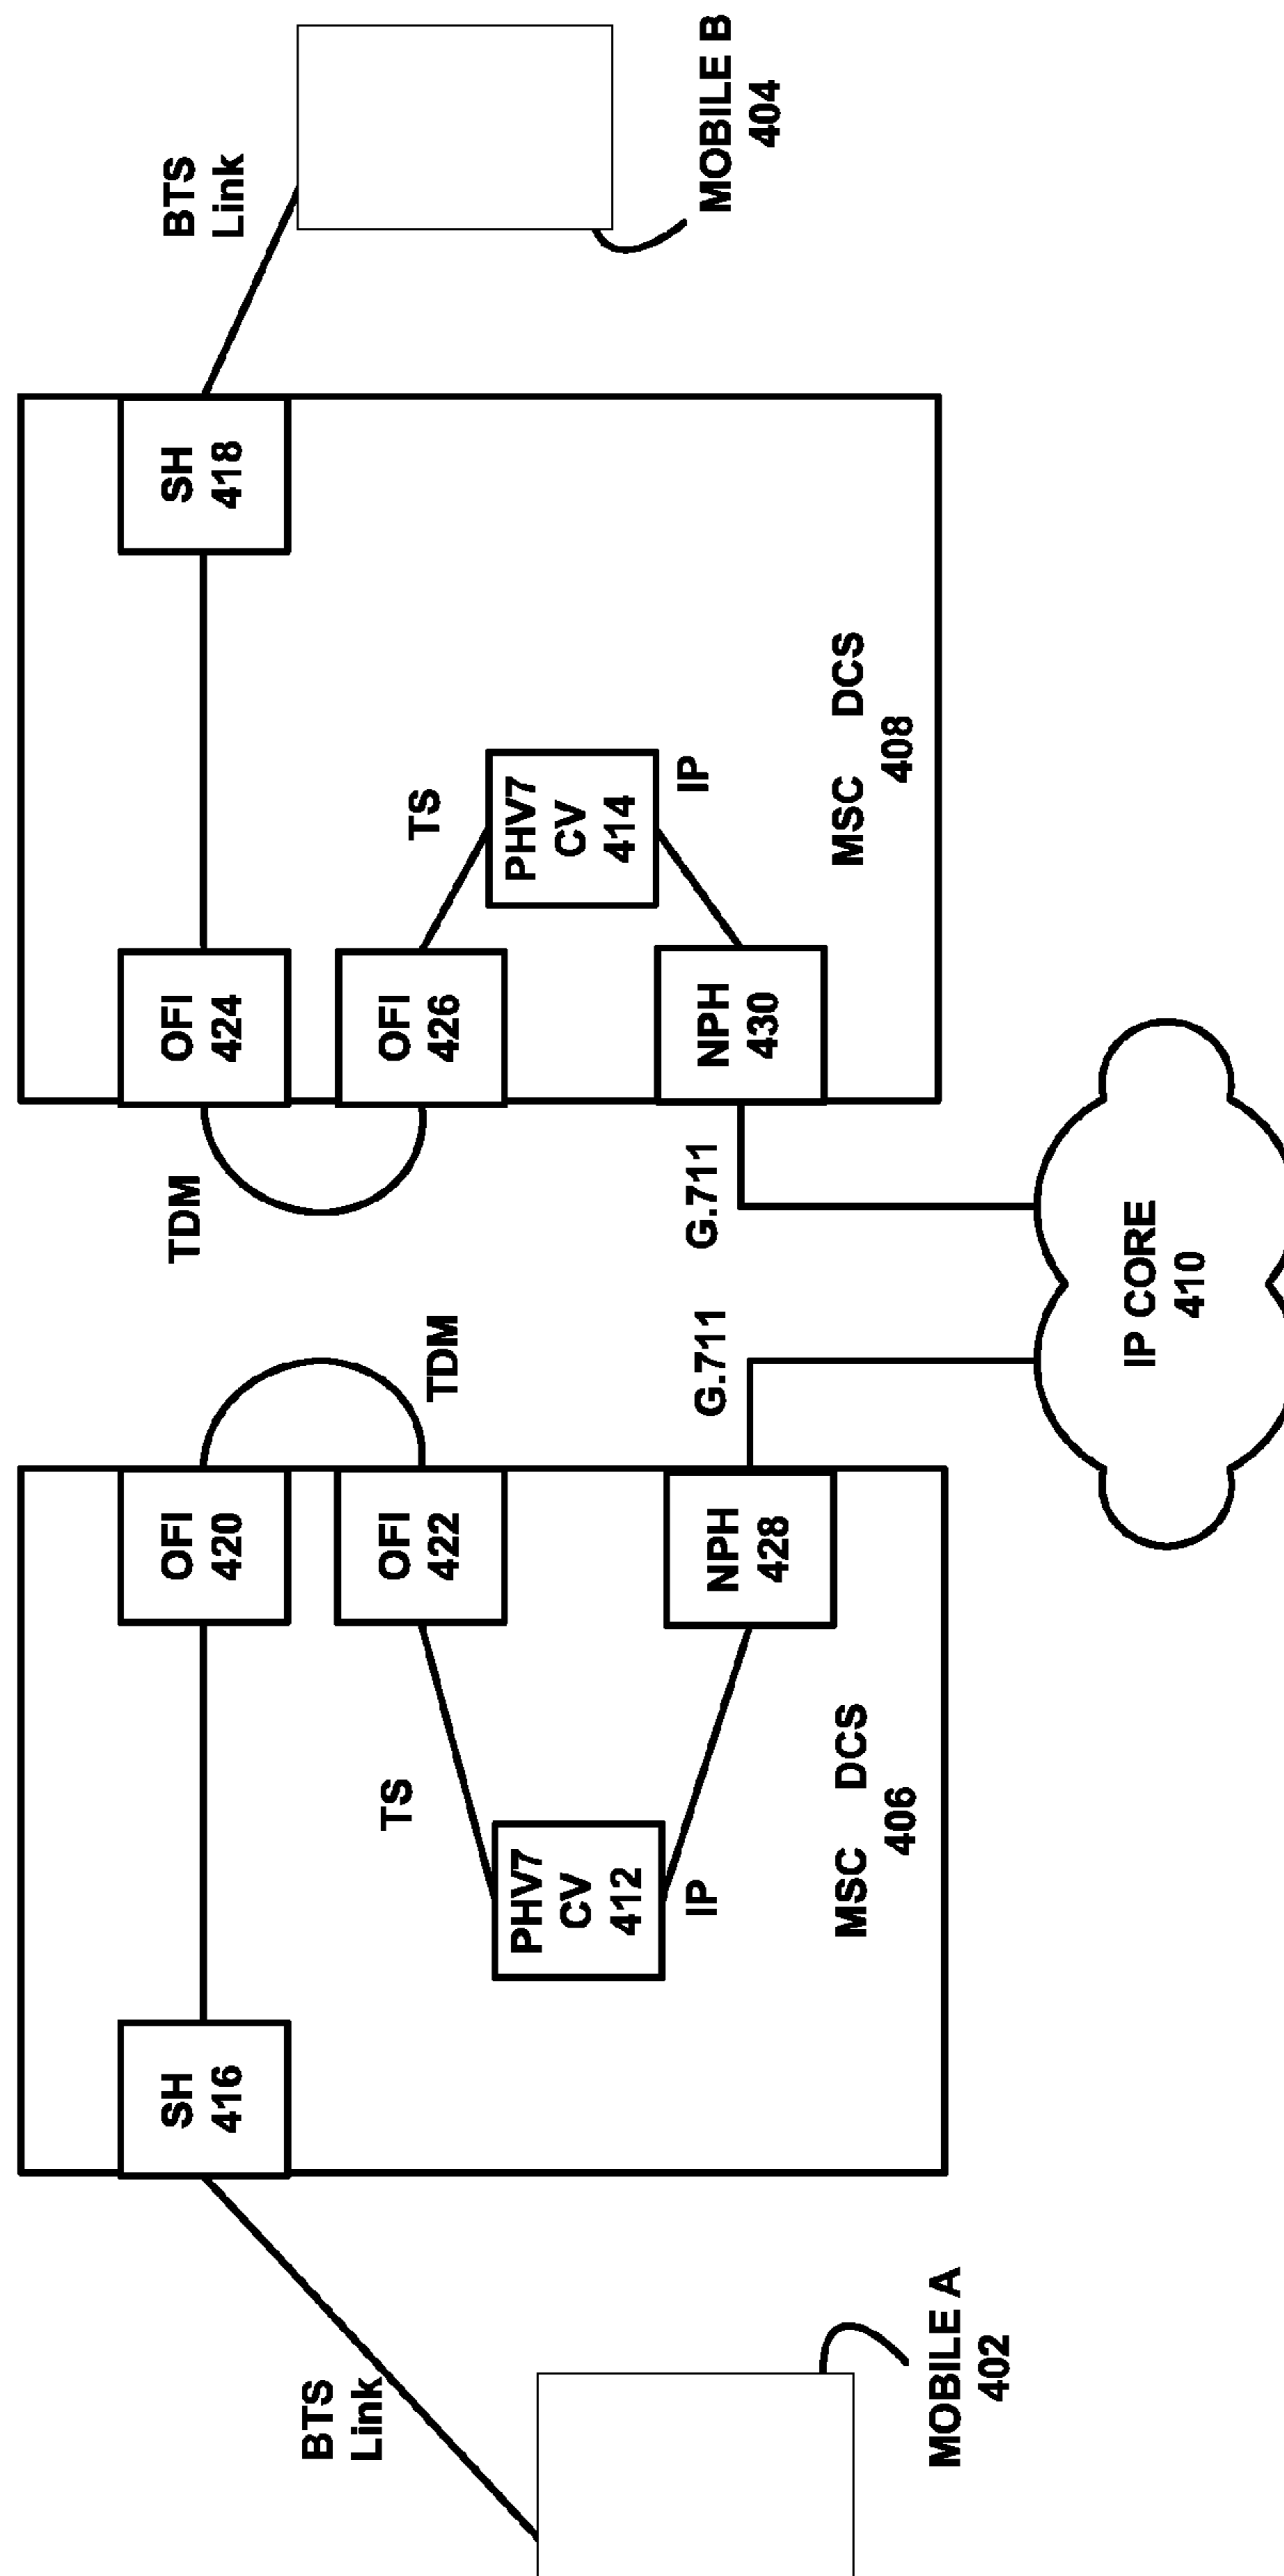 BTS
Link
MOBILE A
402
SH
416
OFI
420
TDM
OFI
422
TS
PHV7
CV
412
IP
NPH
428
G.711
MSC DCS
406
TDM
OFI
424
SH
418
OFI
426
TS
PHV7
CV
414
IP
NPH
430
G.711
MSC DCS
408
BTS
Link
MOBILE B
404
IP CORE
410